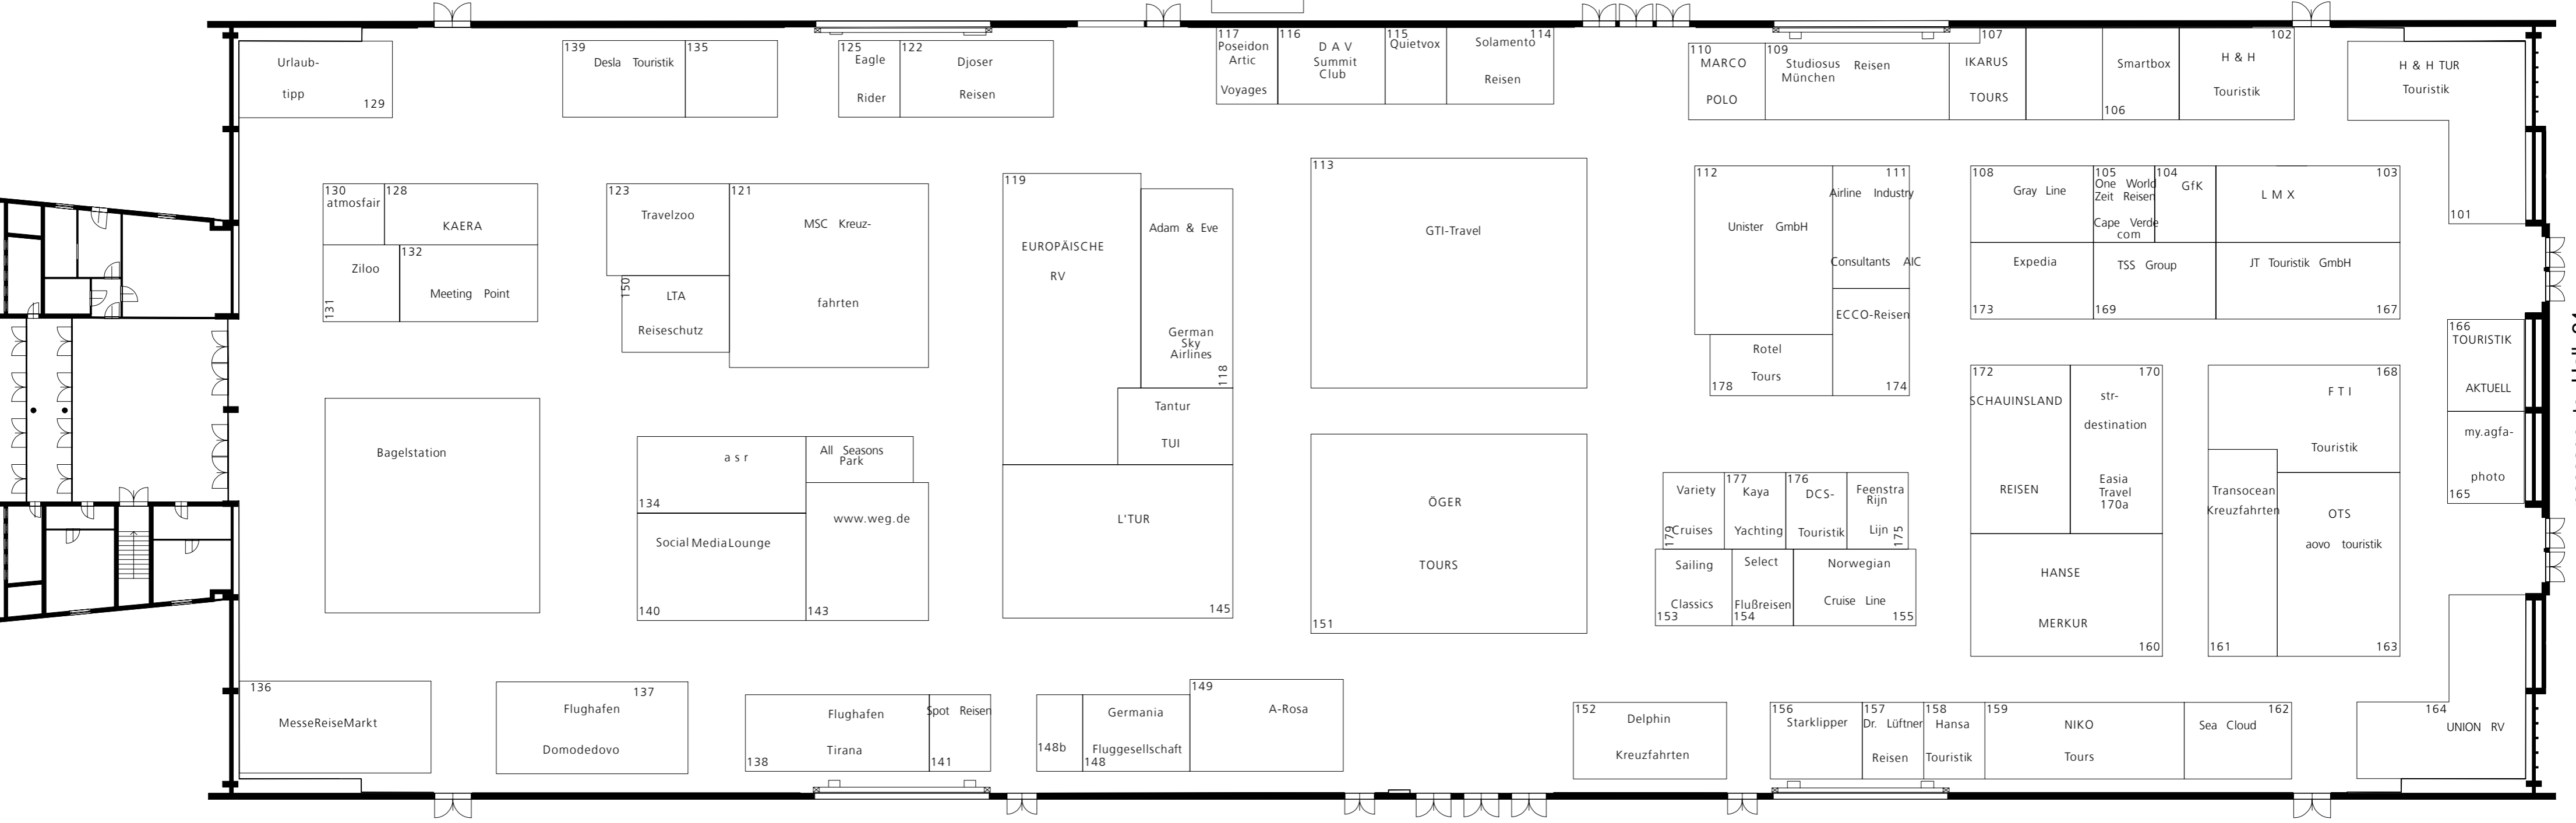 Urlaub-
tipp
129
139
Desla Touristik
135
125
Eagle
Rider
122
Djoser
Reisen
117
Poseidon
Artic
Voyages
116
D A V
Summit
Club
115
Quietvox
114
Solamento
Reisen
110
MARCO
POLO
109
Studiosus Reisen
München
107
IKARUS
TOURS
Smartbox
106
102
H & H
Touristik
H & H TUR
Touristik
101
130
atmosfair
128
KAERA
Ziloo
131
132
Meeting Point
123
Travelzoo
150
LTA
Reiseschutz
121
MSC Kreuz-
fahrten
119
EUROPÄISCHE
RV
Adam & Eve
German
Sky
Airlines
118
Tantur
TUI
113
GTI-Travel
112
Unister GmbH
111
Airline Industry
Consultants AIC
ECCO-Reisen
174
Rotel
Tours
178
108
Gray Line
105
One World
Zeit Reisen
Cape Verde
com
104
GfK
103
L M X
Expedia
173
TSS Group
169
JT Touristik GmbH
167
166
TOURISTIK
AKTUELL
my.agfa-
photo
165
Bagelstation
a s r
134
All Seasons
Park
www.weg.de
143
Social MediaLounge
140
L'TUR
145
ÖGER
TOURS
151
Variety
Cruises
179
177
Kaya
Yachting
176
DCS-
Touristik
Feenstra
Rijn
Lijn
175
Sailing
Classics
153
Select
Flußreisen
154
Norwegian
Cruise Line
155
172
SCHAUINSLAND
REISEN
170
str-
destination
Easia
Travel
170a
HANSE
MERKUR
160
168
F T I
Touristik
Transocean
Kreuzfahrten
161
OTS
aovo touristik
163
136
MesseReiseMarkt
137
Flughafen
Domodedovo
Flughafen
Tirana
138
Spot Reisen
141
148b
Germania
Fluggesellschaft
148
149
A-Rosa
152
Delphin
Kreuzfahrten
156
Starklipper
157
Dr. Lüftner
Reisen
158
Hansa
Touristik
159
NIKO
Tours
162
Sea Cloud
164
UNION RV